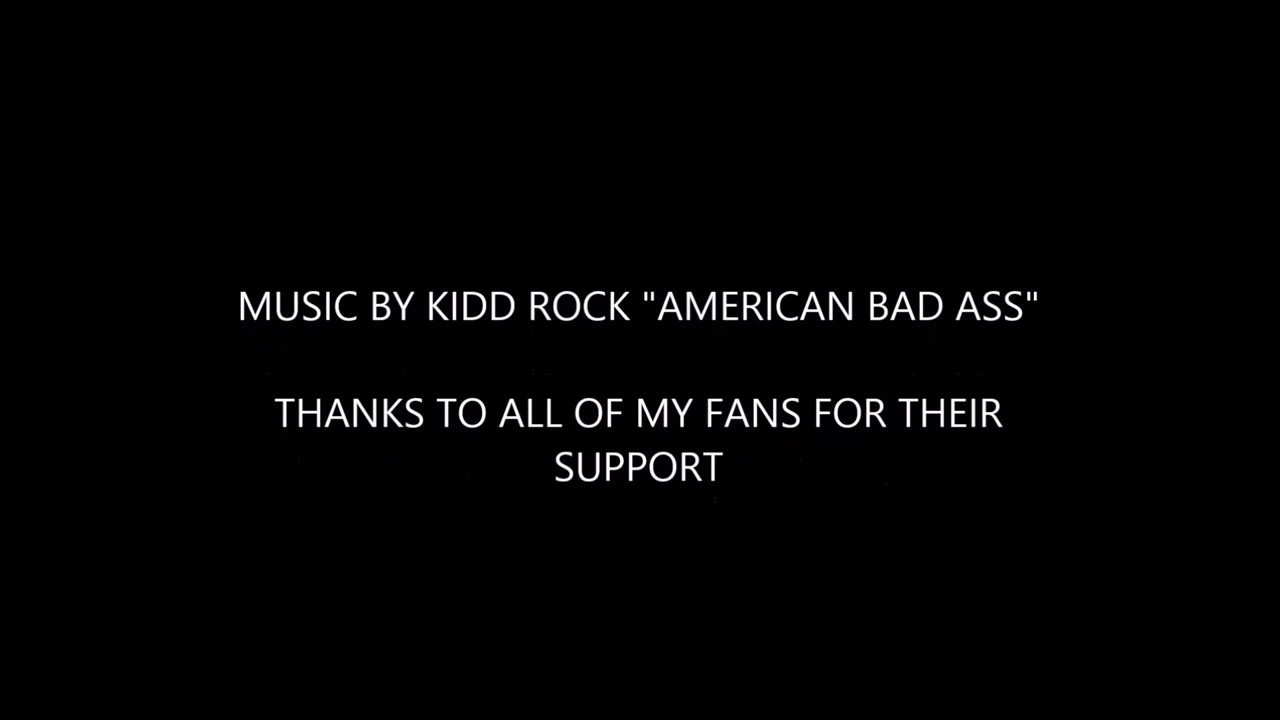 MUSIC BY KIDD ROCK "AMERICAN BAD ASS"
THANKS TO ALL OF MY FANS FOR THEIR
SUPPORT